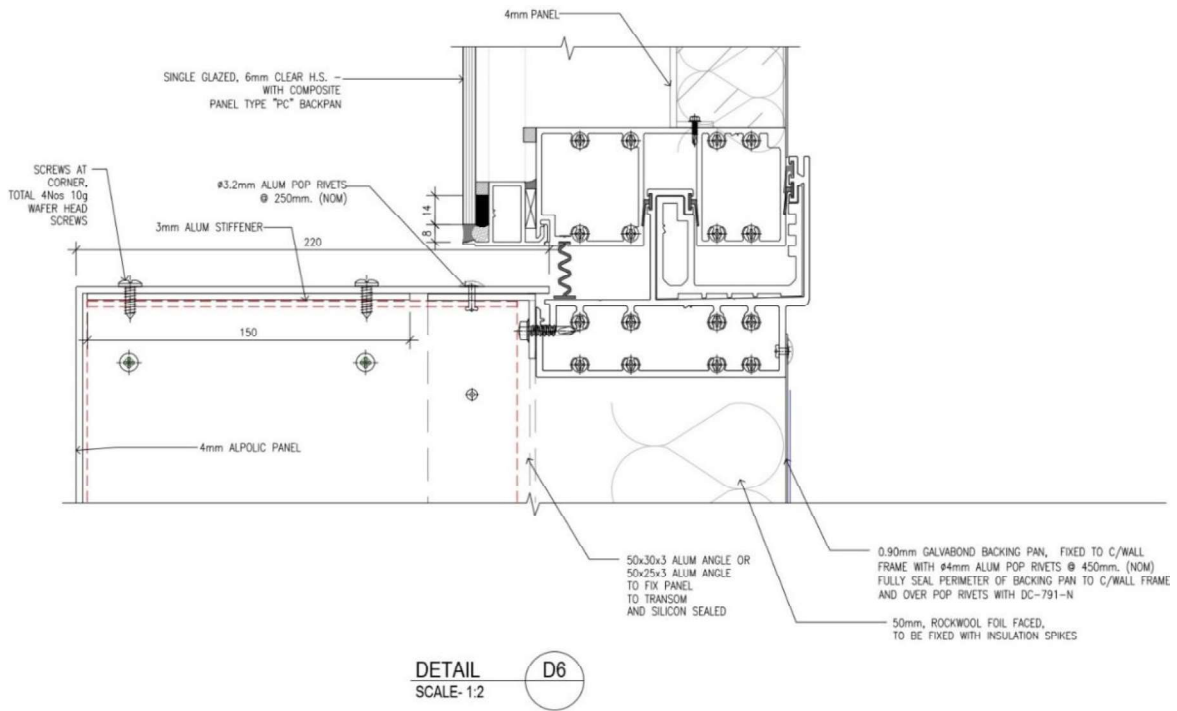 4mm PANEL
SINGLE GLAZED, 6mm CLEAR H.S. -
WITH COMPOSITE
PANEL TYPE "PC" BACKPAN
SCREWS AT
CORNER,
TOTAL 4Nos 10g
WAFER HEAD
SCREWS
ø3.2mm ALUM POP RIVETS
@ 250mm. (NOM)
14
8
3mm ALUM STIFFENER
220
150
4mm ALPOLIC PANEL
50x30x3 ALUM ANGLE OR
50x25x3 ALUM ANGLE
TO FIX PANEL
TO TRANSOM
AND SILICON SEALED
0.90mm GALVABOND BACKING PAN, FIXED TO C/WALL
FRAME WITH ø4mm ALUM POP RIVETS @ 450mm. (NOM)
FULLY SEAL PERIMETER OF BACKING PAN TO C/WALL FRAME
AND OVER POP RIVETS WITH DC-791-N
50mm, ROCKWOOL FOIL FACED,
TO BE FIXED WITH INSULATION SPIKES
DETAIL D6
SCALE- 1:2